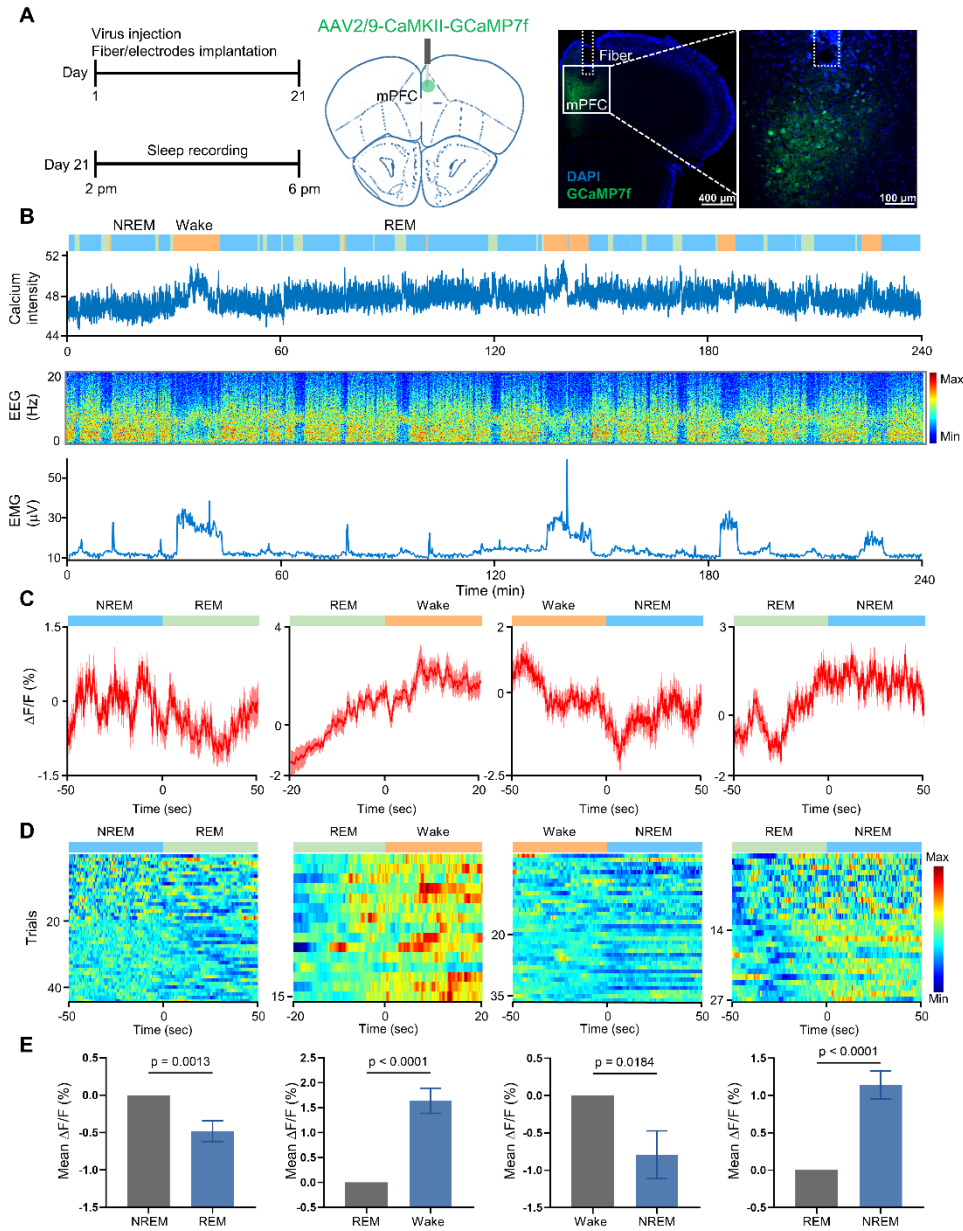 A
Virus injection
Fiber/electrodes implantation
Day
1
21
Day 21
Sleep recording
2 pm
6 pm
AAV2/9-CaMKII-GCaMP7f
mPFC
Fiber
mPFC
DAPI
GCaMP7f
400 μm
100 μm
B
NREM
Wake
REM
Calcium
intensity
52
48
44
0
60
120
180
240
EEG
(Hz)
20
0
Max
Min
EMG
(μV)
50
30
10
0
60
120
180
240
Time (min)
C
NREM
REM
REM
Wake
Wake
NREM
REM
NREM
ΔF/F (%)
1.5
0
-1.5
-50
0
50
Time (sec)
4
2
0
-2
-20
0
20
Time (sec)
2
0
-2.5
-50
0
50
Time (sec)
3
0
-2
-50
0
50
Time (sec)
D
NREM
REM
REM
Wake
Wake
NREM
REM
NREM
Trials
20
40
-50
0
50
Time (sec)
15
-20
0
20
Time (sec)
20
35
-50
0
50
Time (sec)
14
27
-50
0
50
Time (sec)
Max
Min
E
Mean ΔF/F (%)
0.5
0.0
-0.5
-1.0
-1.5
p = 0.0013
NREM
REM
Mean ΔF/F (%)
2.5
2.0
1.5
1.0
0.5
0.0
-0.5
p < 0.0001
REM
Wake
Mean ΔF/F (%)
0.5
0.0
-0.5
-1.0
-1.5
p = 0.0184
Wake
NREM
Mean ΔF/F (%)
1.5
1.0
0.5
0.0
-0.5
p < 0.0001
REM
NREM